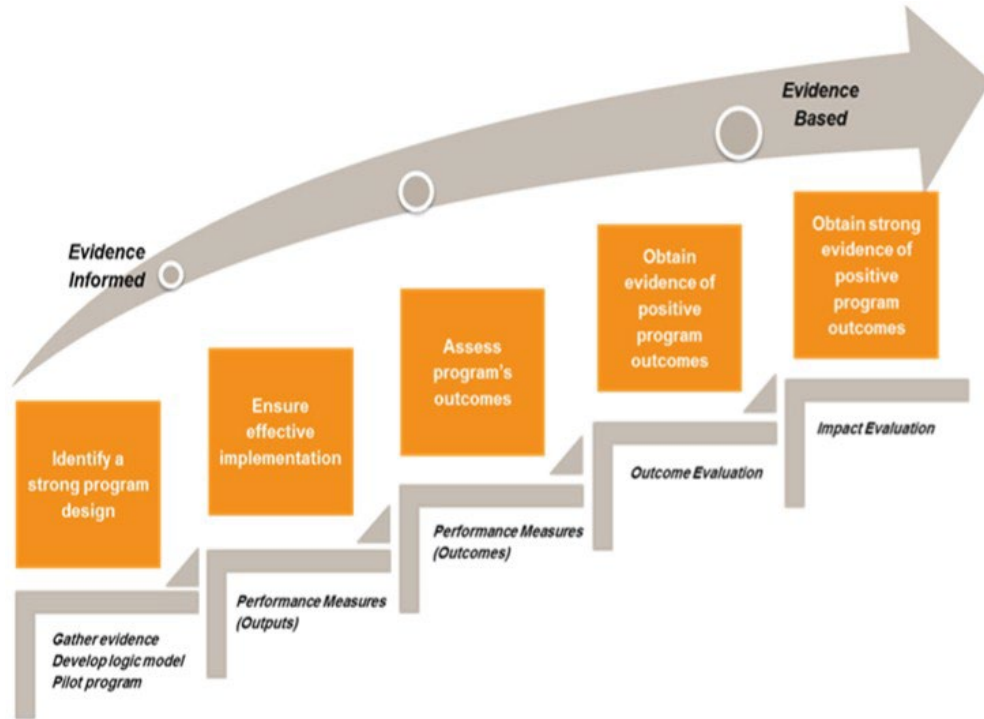 Evidence
Based
Evidence
Informed
Identify a
strong program
design
Ensure
effective
implementation
Assess
program's
outcomes
Obtain
evidence of
positive
program
outcomes
Obtain strong
evidence of
positive
program
outcomes
Gather evidence
Develop logic model
Pilot program
Performance Measures
(Outputs)
Performance Measures
(Outcomes)
Outcome Evaluation
Impact Evaluation